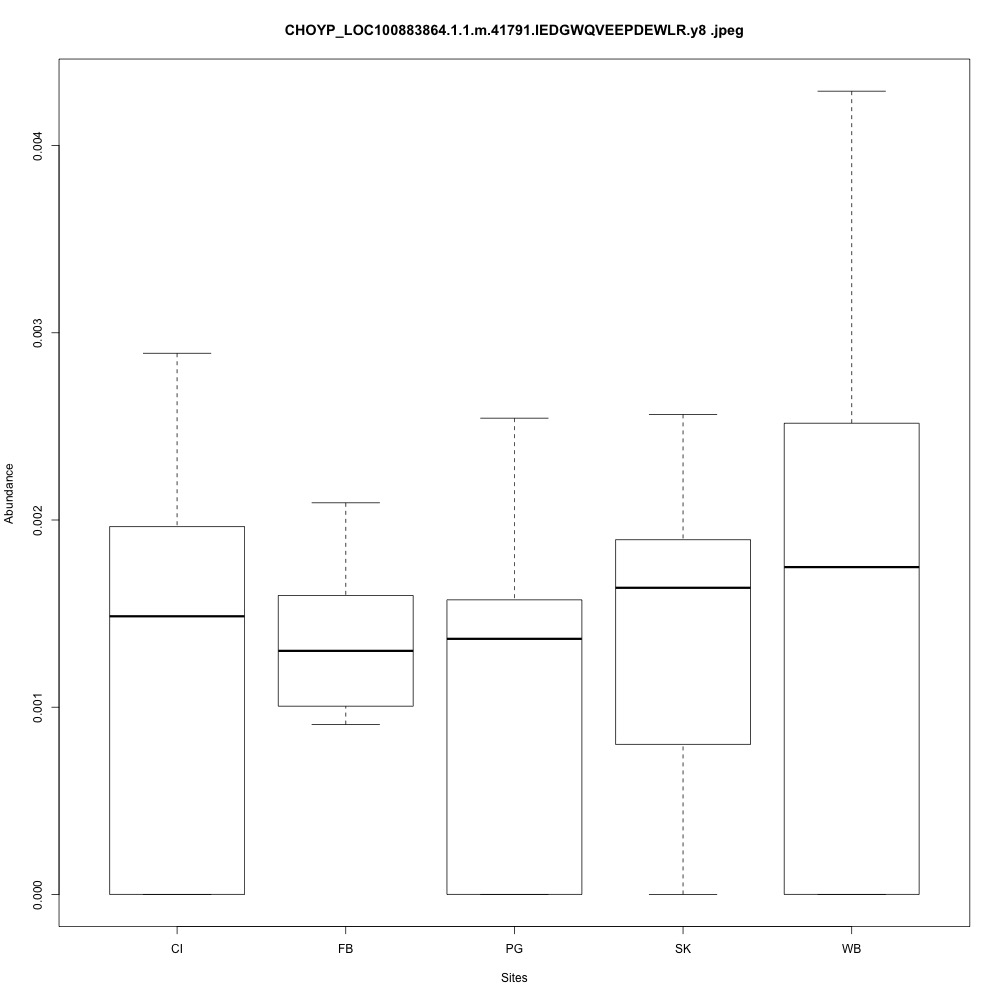 CHOYP_LOC100883864.1.1.m.41791.IEDGWQVEEPDEWLR.y8 .jpeg
Abundance
0.004
0.003
0.002
0.001
0.000
CI FB PG SK WB
Sites